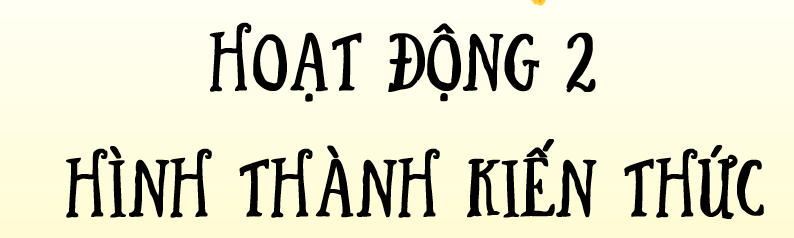 HOẠT ĐỘNG 2
HÌNH THÀNH KIẾN THỨC